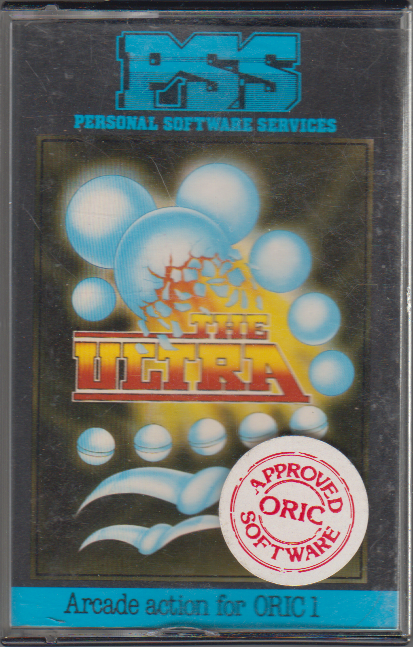 PSS
PERSONAL SOFTWARE SERVICES
THE
ULTRA
APPROVED
ORIC
SOFTWARE
Arcade action for ORIC 1